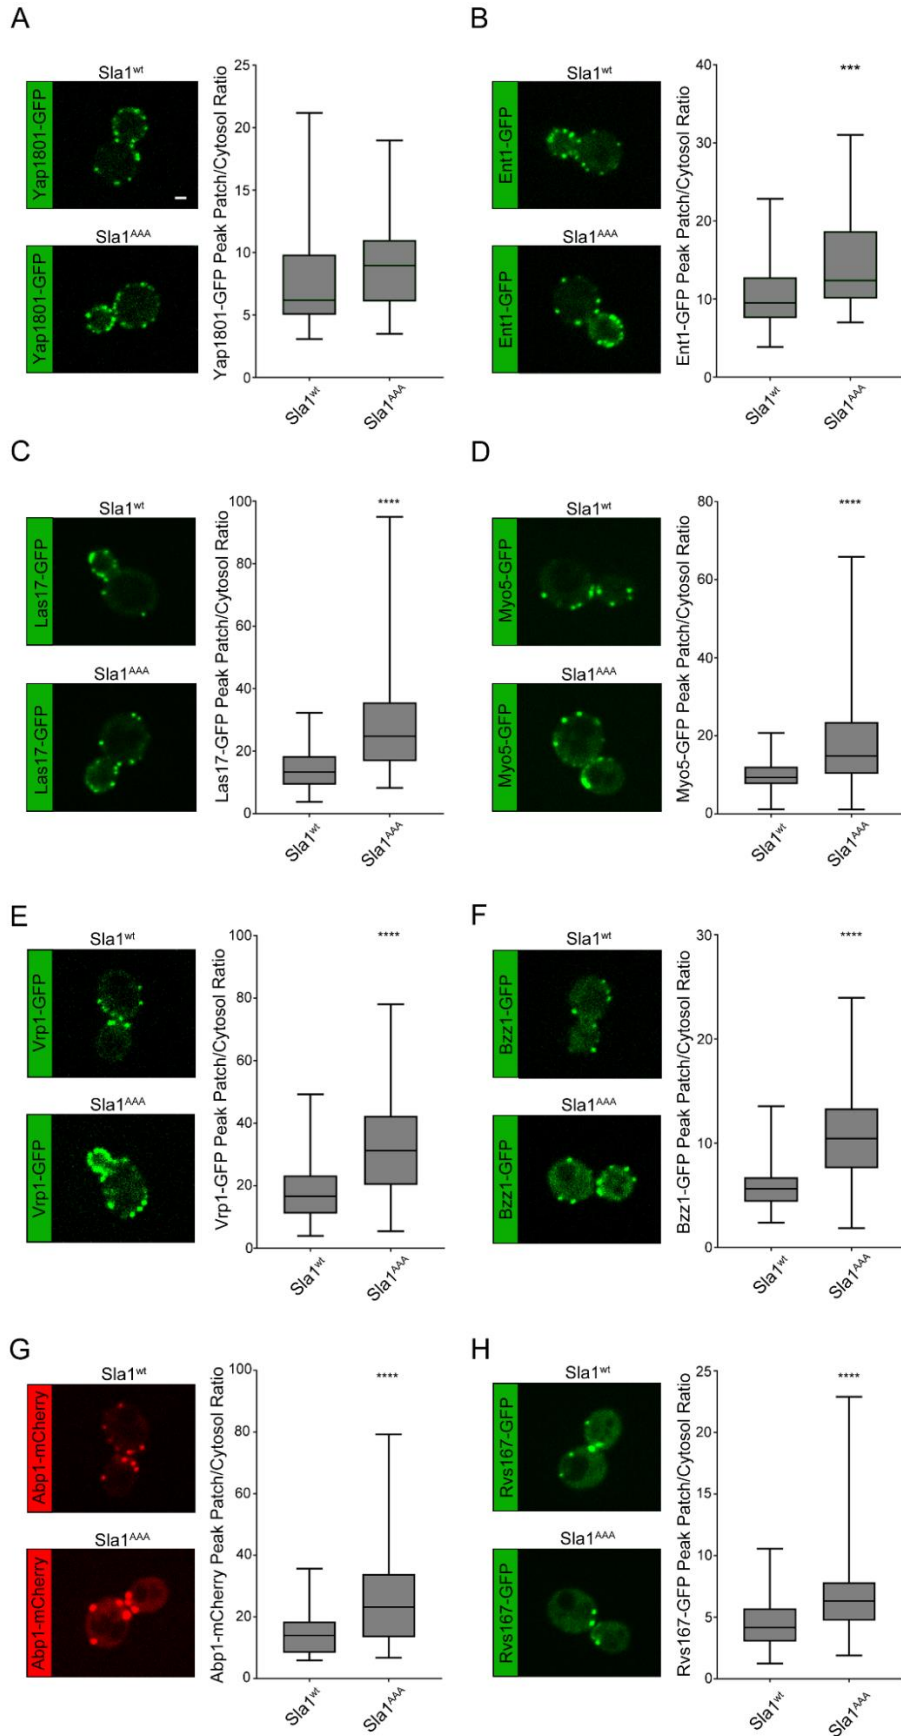 A
Sla1wt
Yap1801-GFP
Sla1AAA
Yap1801-GFP
Yap1801-GFP Peak Patch/Cytosol Ratio
25
20
15
10
5
0
Sla1wt
Sla1AAA
B
Sla1wt
Ent1-GFP
Sla1AAA
Ent1-GFP
Ent1-GFP Peak Patch/Cytosol Ratio
40
30
20
10
0
***
Sla1wt
Sla1AAA
C
Sla1wt
Las17-GFP
Sla1AAA
Las17-GFP
Las17-GFP Peak Patch/Cytosol Ratio
100
80
60
40
20
0
****
Sla1wt
Sla1AAA
D
Sla1wt
Myo5-GFP
Sla1AAA
Myo5-GFP
Myo5-GFP Peak Patch/Cytosol Ratio
80
60
40
20
0
****
Sla1wt
Sla1AAA
E
Sla1wt
Vrp1-GFP
Sla1AAA
Vrp1-GFP
Vrp1-GFP Peak Patch/Cytosol Ratio
100
80
60
40
20
0
****
Sla1wt
Sla1AAA
F
Sla1wt
Bzz1-GFP
Sla1AAA
Bzz1-GFP
Bzz1-GFP Peak Patch/Cytosol Ratio
30
20
10
0
****
Sla1wt
Sla1AAA
G
Sla1wt
Abp1-mCherry
Sla1AAA
Abp1-mCherry
Abp1-mCherry Peak Patch/Cytosol Ratio
100
80
60
40
20
0
****
Sla1wt
Sla1AAA
H
Sla1wt
Rvs167-GFP
Sla1AAA
Rvs167-GFP
Rvs167-GFP Peak Patch/Cytosol Ratio
25
20
15
10
5
0
****
Sla1wt
Sla1AAA